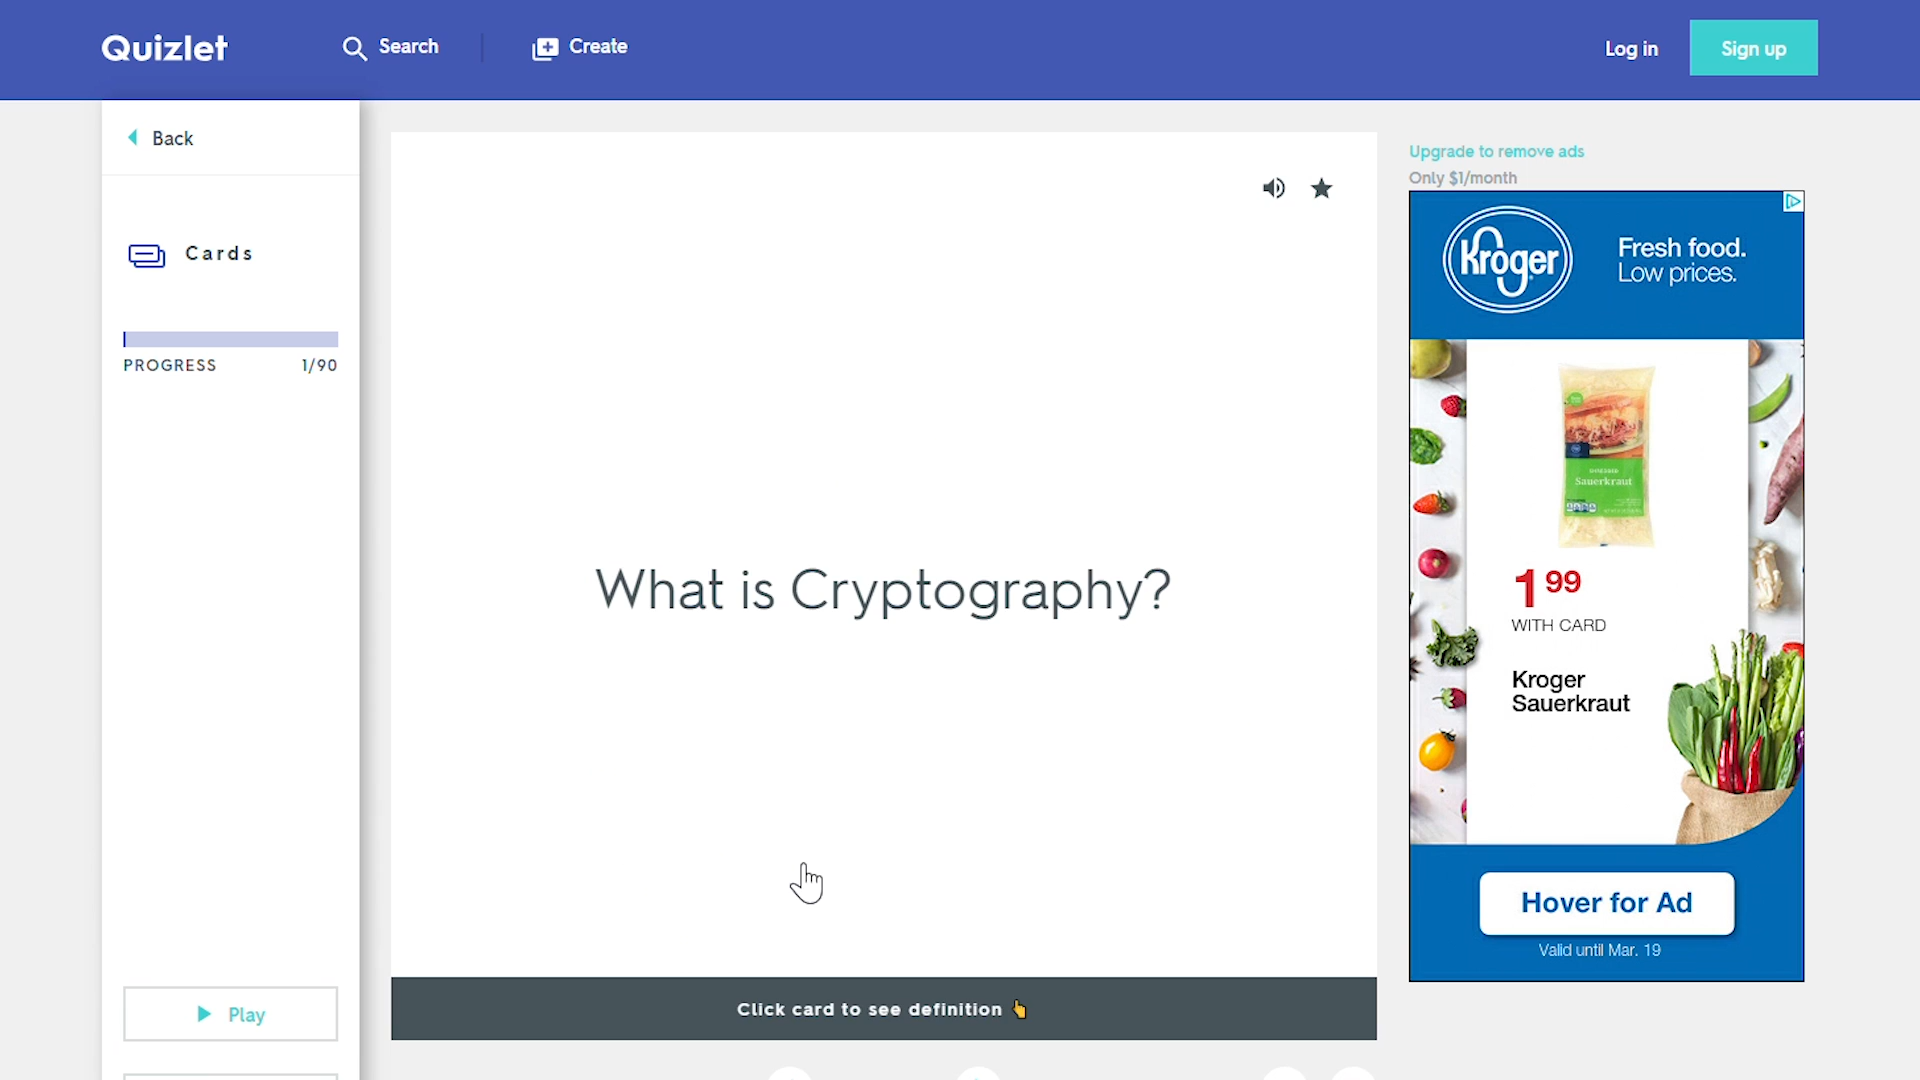 Quizlet
Search
Create
Log in
Sign up
Back
Cards
PROGRESS 1/90
Play
What is Cryptography?
Click card to see definition
Upgrade to remove ads
Only $1/month
Kroger
Fresh food.
Low prices.
Sauerkraut
1 99
WITH CARD
Kroger
Sauerkraut
Hover for Ad
Valid until Mar. 19